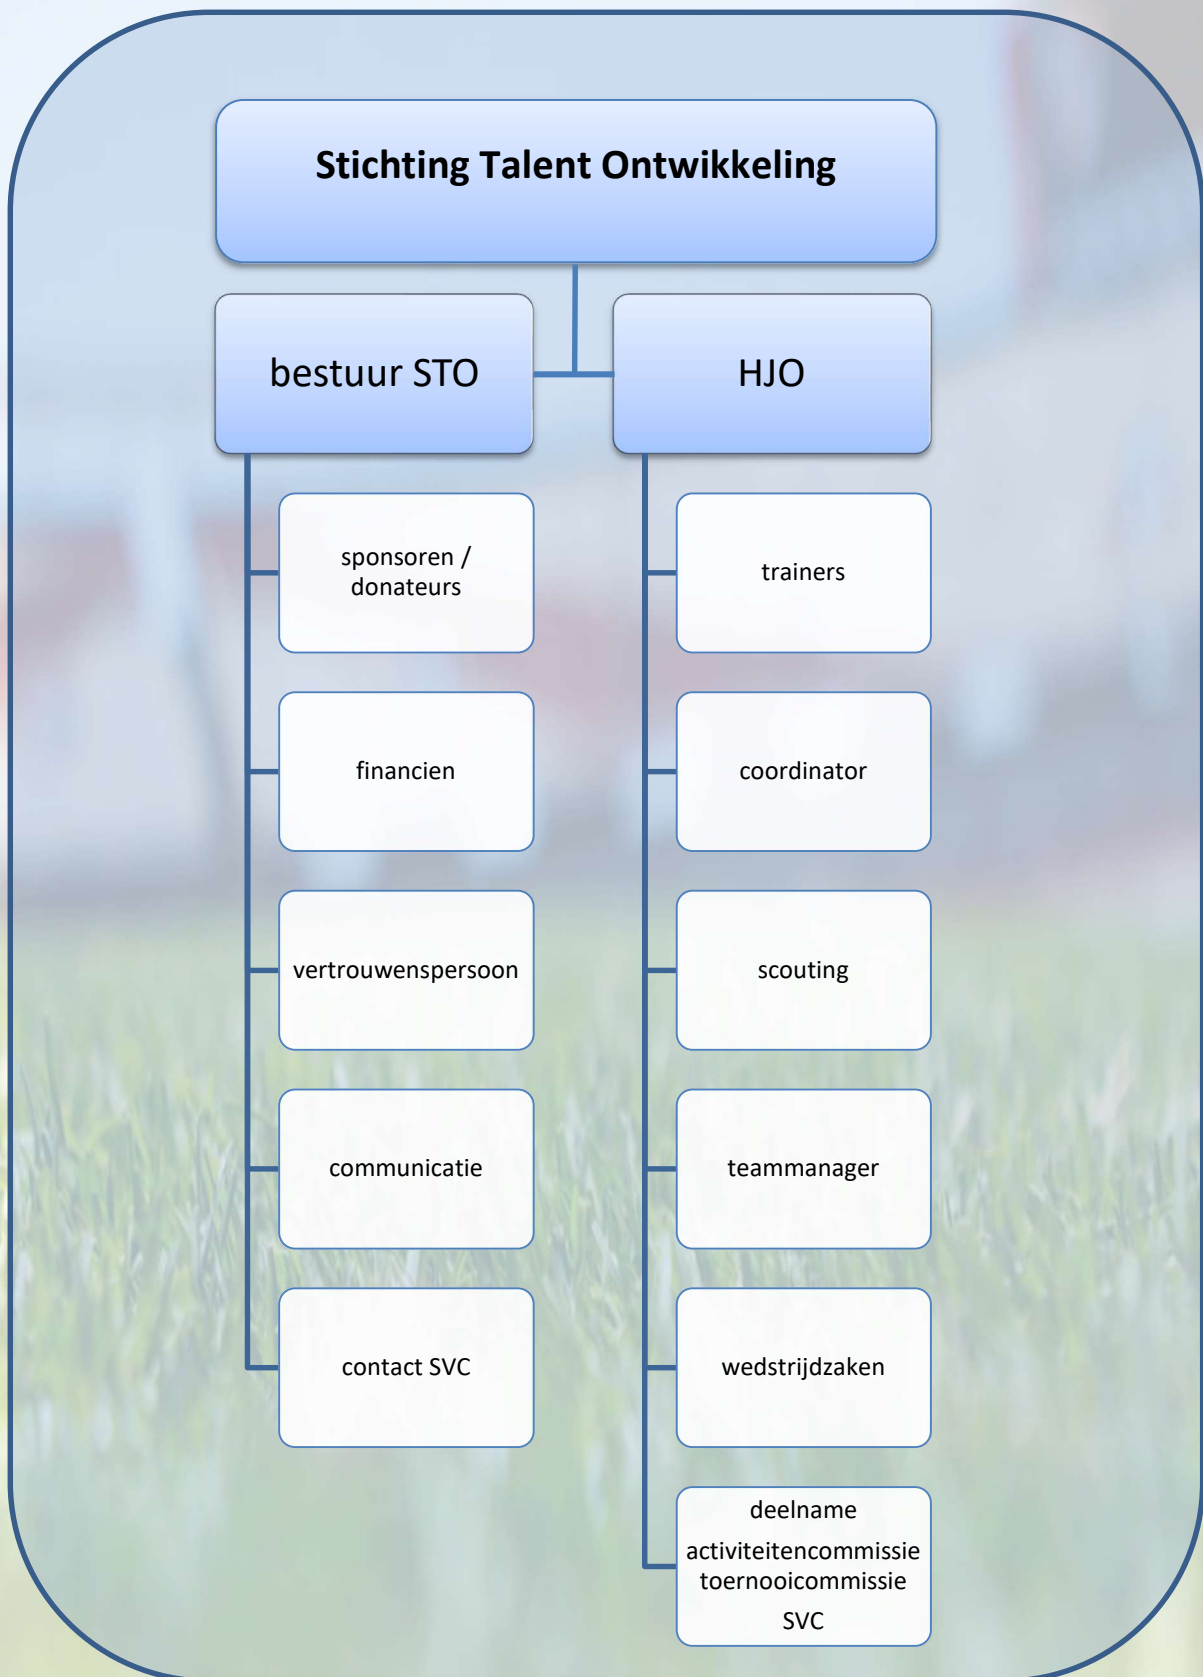 Stichting Talent Ontwikkeling
bestuur STO
HJO
sponsoren /
donateurs
trainers
financien
coordinator
vertrouwenspersoon
scouting
communicatie
teammanager
contact SVC
wedstrijdzaken
deelname
activiteitencommissie
toernooicommissie
SVC